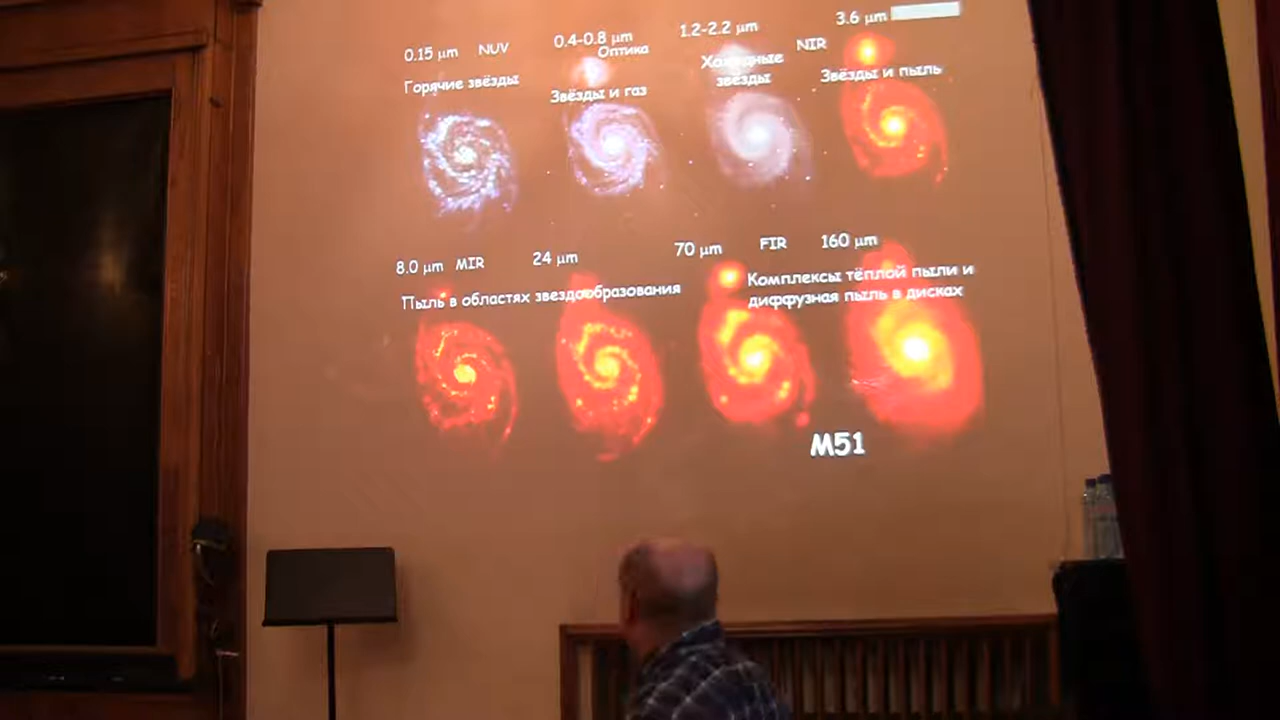 0.15 μm NUV
0.4-0.8 μm
1.2-2.2 μm
3.6 μm
Оптика
NIR
Горячие звёзды
Звёзды и газ
Холодные
звёзды
Звёзды и пыль
8.0 μm MIR
24 μm
70 μm
FIR
160 μm
Пыль в областях звездообразования
Комплексы тёплой пыли и
диффузная пыль в дисках
M51